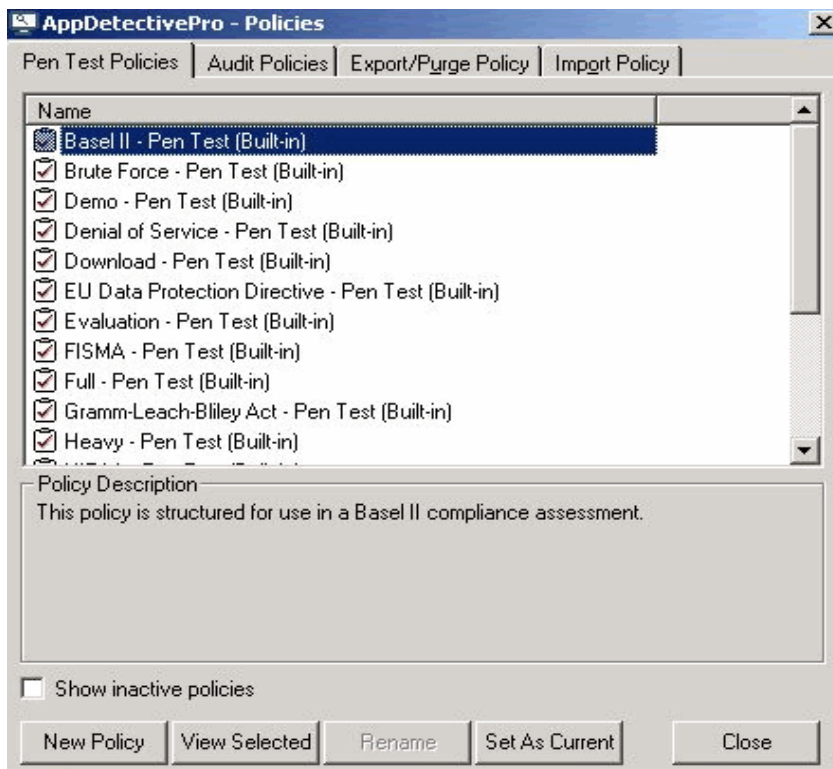 AppDetectivePro - Policies
Pen Test Policies Audit Policies Export/Purge Policy Import Policy
Name
Basel II - Pen Test (Built-in)
Brute Force - Pen Test (Built-in)
Demo - Pen Test (Built-in)
Denial of Service - Pen Test (Built-in)
Download - Pen Test (Built-in)
EU Data Protection Directive - Pen Test (Built-in)
Evaluation - Pen Test (Built-in)
FISMA - Pen Test (Built-in)
Full - Pen Test (Built-in)
Gramm-Leach-Bliley Act - Pen Test (Built-in)
Heavy - Pen Test (Built-in)
Policy Description
This policy is structured for use in a Basel II compliance assessment.
Show inactive policies
New Policy View Selected Rename Set As Current Close